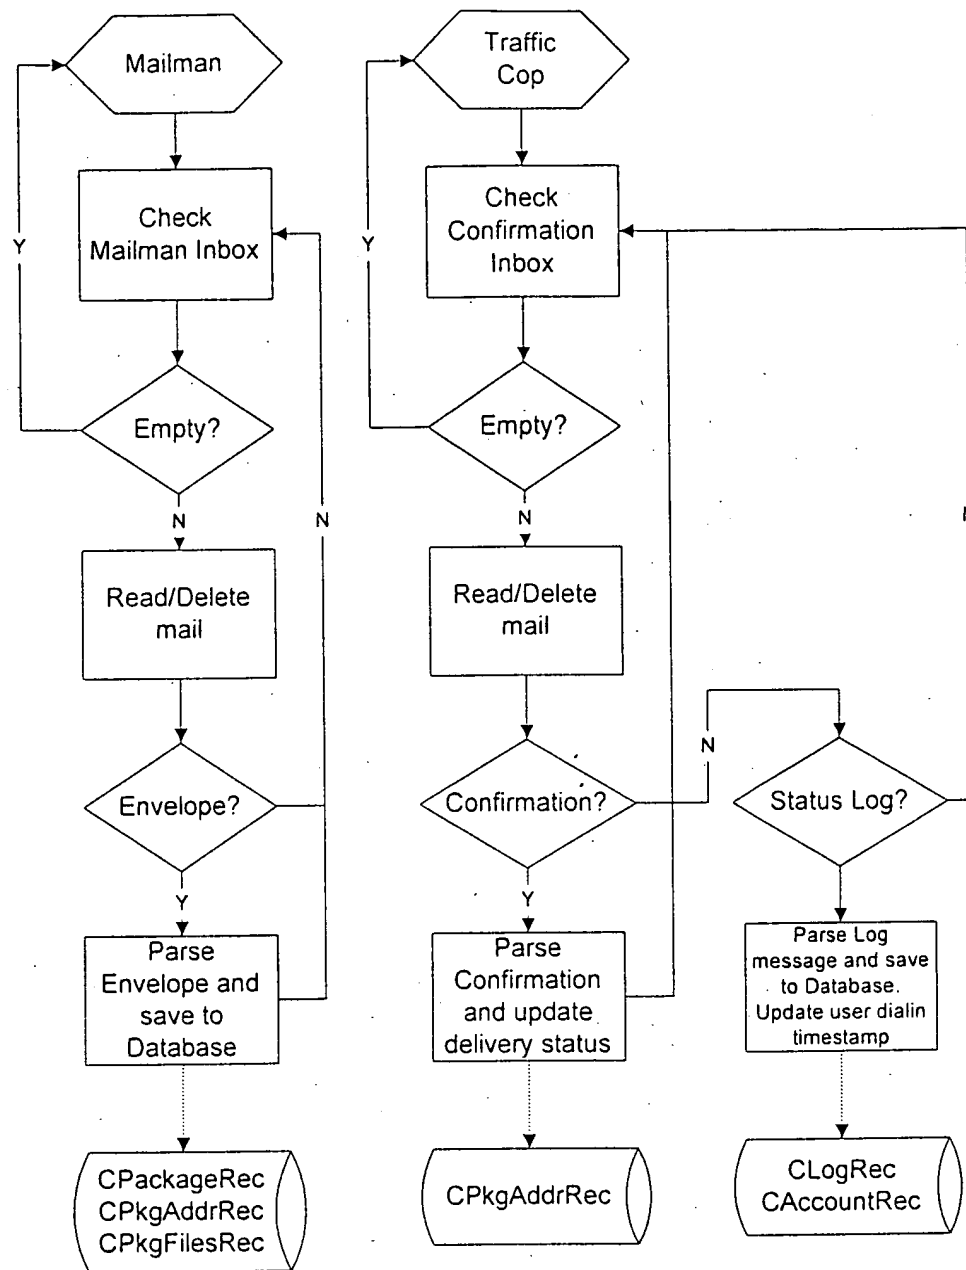 Mailman
Check
Mailman Inbox
Y
Empty?
N
N
Read/Delete
mail
Envelope?
Y
Parse
Envelope and
save to
Database
CPackageRec
CPkgAddrRec
CPkgFilesRec
Traffic
Cop
Check
Confirmation
Inbox
Y
Empty?
N
Read/Delete
mail
Confirmation?
N
Y
Parse
Confirmation
and update
delivery status
CPkgAddrRec
Status Log?
Parse Log
message and save
to Database.
Update user dialin
timestamp
CLogRec
CAccountRec